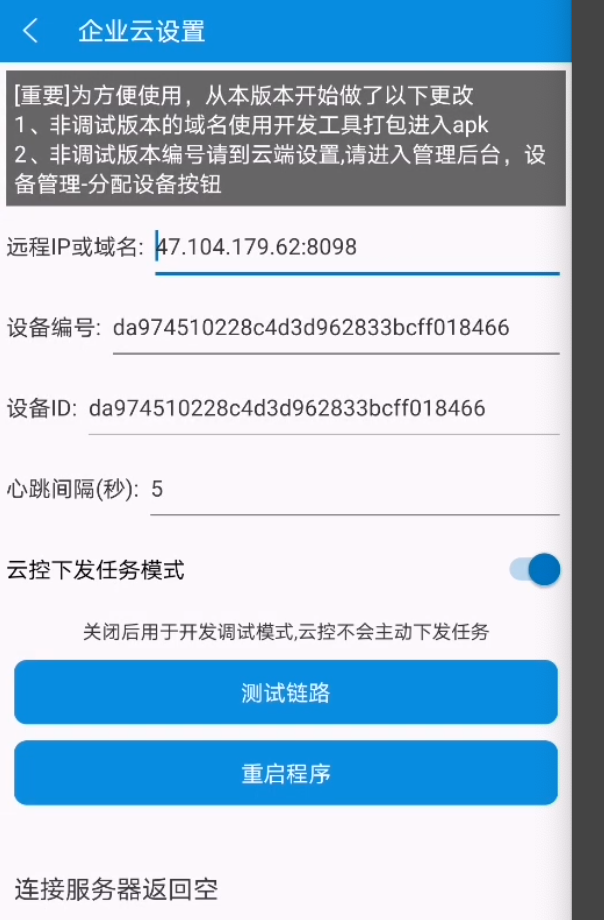 企业云设置
[重要]为方便使用，从本版本开始做了以下更改
1、非调试版本的域名使用开发工具打包进入apk
2、非调试版本编号请到云端设置,请进入管理后台，设
备管理-分配设备按钮
远程IP或域名: 47.104.179.62:8098
设备编号: da974510228c4d3d962833bcff018466
设备ID: da974510228c4d3d962833bcff018466
心跳间隔(秒): 5
云控下发任务模式
关闭后用于开发调试模式,云控不会主动下发任务
测试链路
重启程序
连接服务器返回空